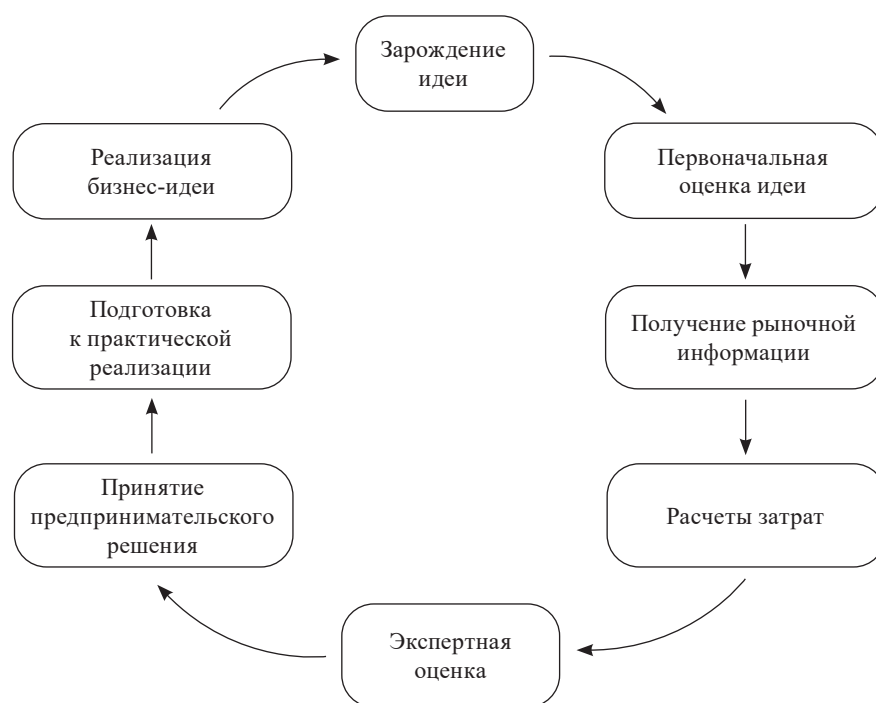 Зарождение
идеи
Первоначальная
оценка идеи
Получение рыночной
информации
Расчеты затрат
Экспертная
оценка
Принятие
предпринимательского
решения
Подготовка
к практической
реализации
Реализация
бизнес-идеи